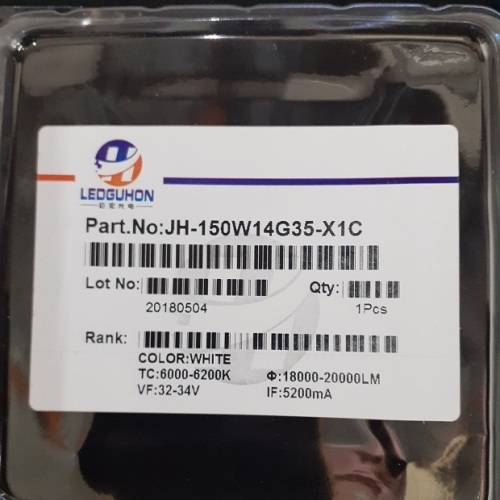 LEDGUHON
Part.No:JH-150W14G35-X1C
Lot No: Qty:
20180504 1Pcs
Rank:
COLOR:WHITE
TC:6000-6200K Φ:18000-20000LM
VF:32-34V IF:5200mA